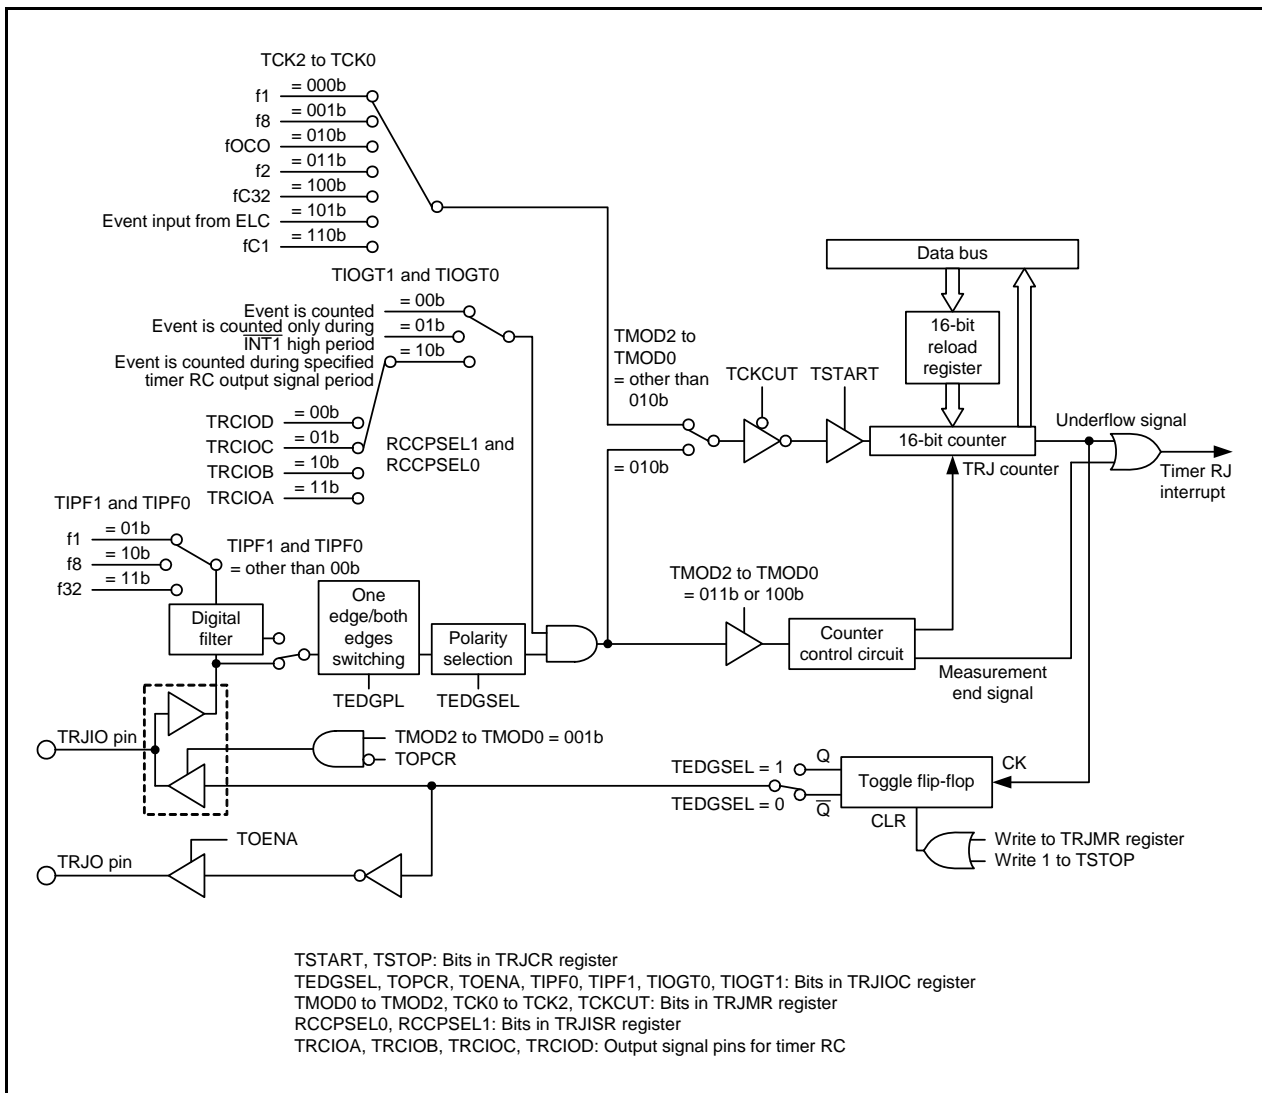 TCK2 to TCK0
f1 = 000b
f8 = 001b
fOCO = 010b
f2 = 011b
fC32 = 100b
Event input from ELC = 101b
fC1 = 110b
TIOGT1 and TIOGT0
Event is counted = 00b
Event is counted only during
INT1 high period = 01b
Event is counted during specified
timer RC output signal period = 10b
TRCIOD = 00b
TRCIOC = 01b
TRCIOB = 10b
TRCIOA = 11b
RCCPSEL1 and
RCCPSEL0
Data bus
16-bit
reload
register
TMOD2 to
TMOD0
= other than
010b
= 010b
TCKCUT
TSTART
16-bit counter
TRJ counter
Underflow signal
Timer RJ
interrupt
TIPF1 and TIPF0
f1 = 01b
f8 = 10b
f32 = 11b
TIPF1 and TIPF0
= other than 00b
Digital
filter
One
edge/both
edges
switching
TEDGPL
Polarity
selection
TEDGSEL
TMOD2 to TMOD0
= 011b or 100b
Counter
control circuit
Measurement
end signal
TRJIO pin
TMOD2 to TMOD0 = 001b
TOPCR
TEDGSEL = 1
TEDGSEL = 0
Q
Q
Toggle flip-flop
CK
CLR
Write to TRJMR register
Write 1 to TSTOP
TOENA
TRJO pin
TSTART, TSTOP: Bits in TRJCR register
TEDGSEL, TOPCR, TOENA, TIPF0, TIPF1, TIOGT0, TIOGT1: Bits in TRJIOC register
TMOD0 to TMOD2, TCK0 to TCK2, TCKCUT: Bits in TRJMR register
RCCPSEL0, RCCPSEL1: Bits in TRJISR register
TRCIOA, TRCIOB, TRCIOC, TRCIOD: Output signal pins for timer RC